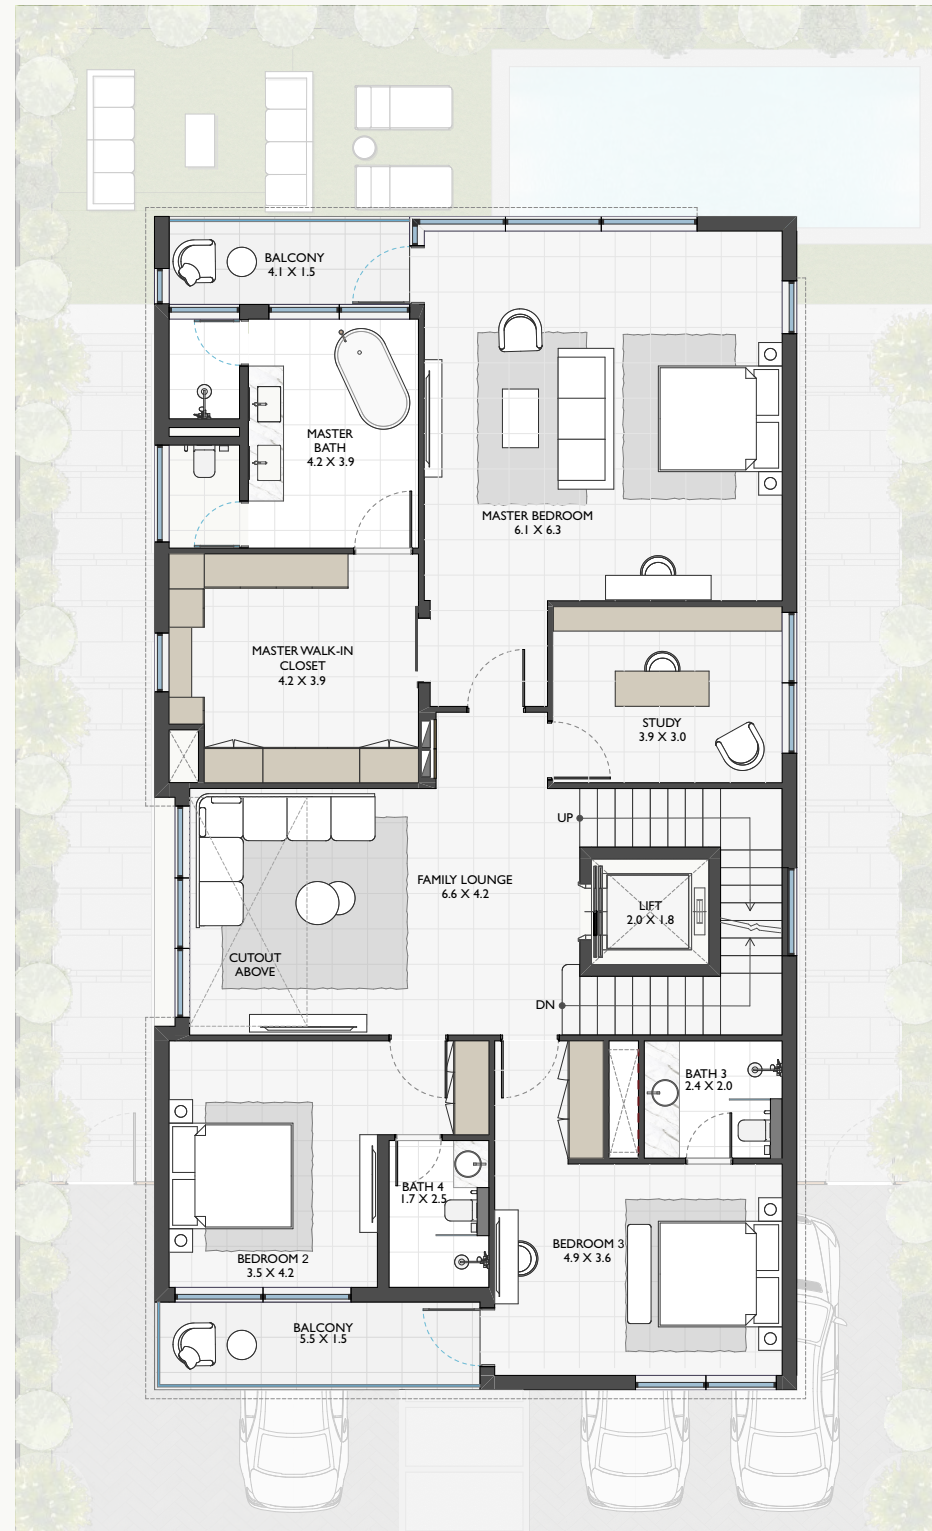 BALCONY
4.1 X 1.5
MASTER
BATH
4.2 X 3.9
MASTER BEDROOM
6.1 X 6.3
MASTER WALK-IN
CLOSET
4.2 X 3.9
STUDY
3.9 X 3.0
UP
FAMILY LOUNGE
6.6 X 4.2
LIFT
2.0 X 1.8
CUTOUT
ABOVE
DN
BATH 3
2.4 X 2.0
BATH 4
1.7 X 2.5
BEDROOM 2
3.5 X 4.2
BEDROOM 3
4.9 X 3.6
BALCONY
5.5 X 1.5